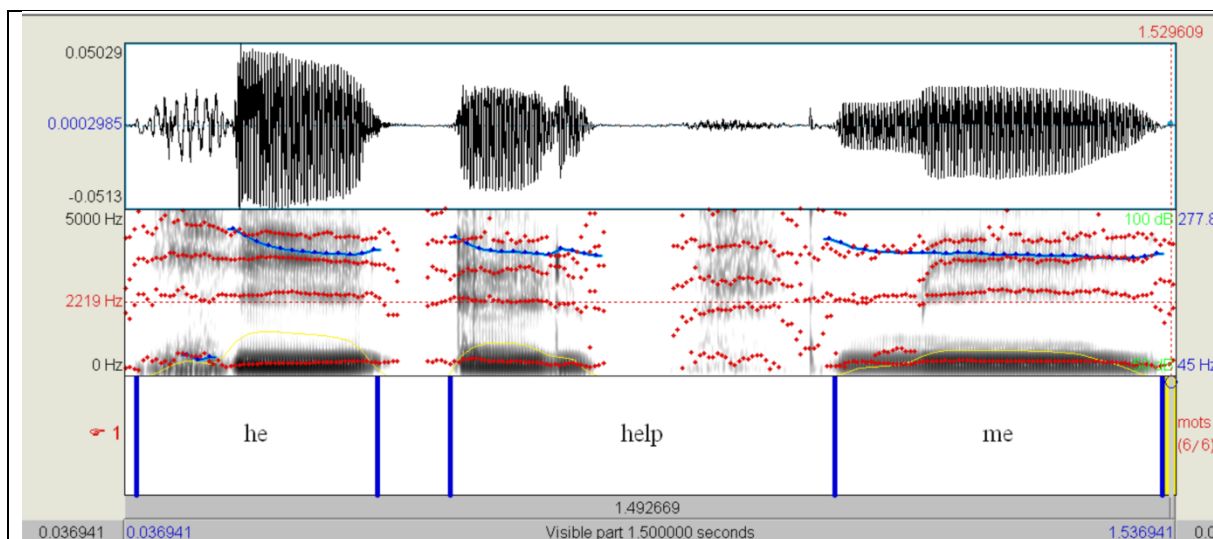 1.529609
0.05029
0.0002985
-0.0513
5000 Hz 100 dB 277.8
2219 Hz
0 Hz 45 Hz
1 he help me mots
(6/6)
1.492669
0.036941 0.036941 Visible part 1.500000 seconds 1.536941